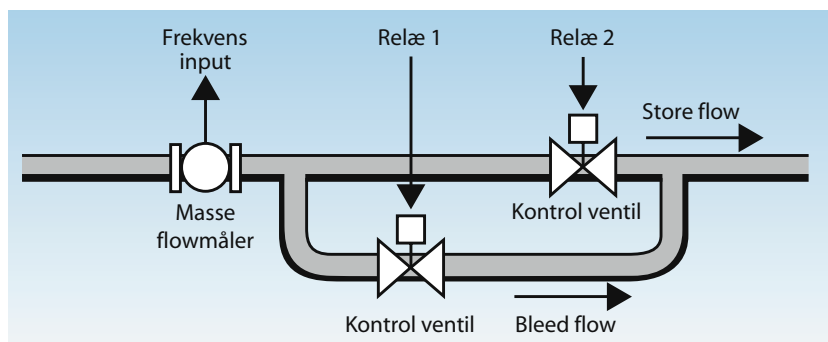 Frekvens
input
Relæ 1
Relæ 2
Store flow
Masse
flowmåler
Kontrol ventil
Kontrol ventil
Bleed flow